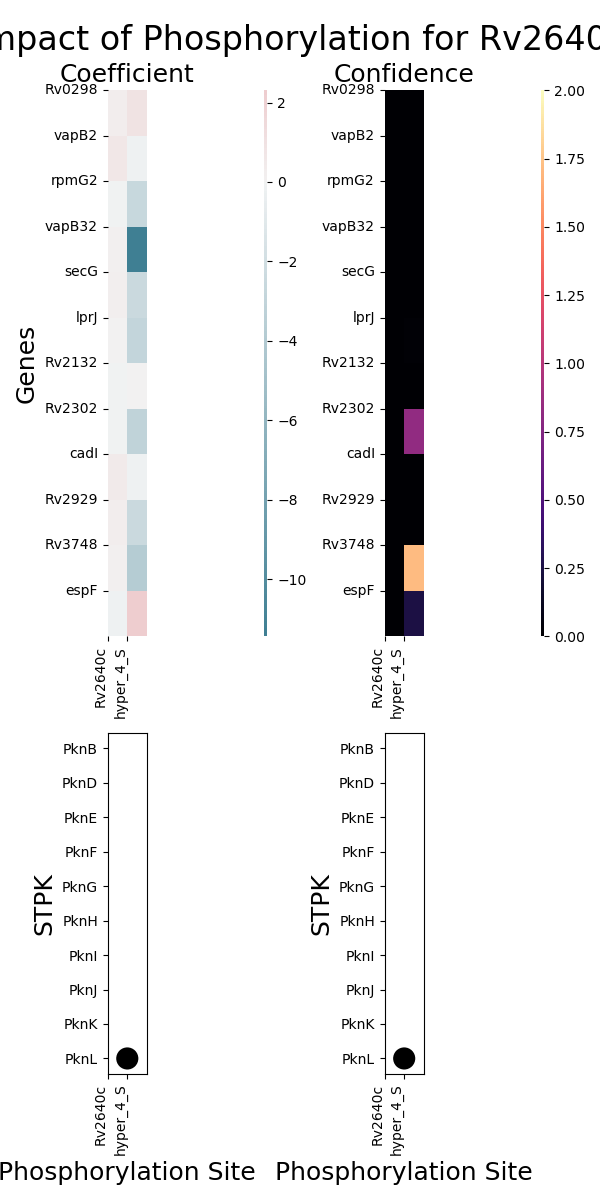 mpact of Phosphorylation for Rv2640
Coefficient
Confidence
Genes
Rv0298
vapB2
rpmG2
vapB32
secG
lprJ
Rv2132
Rv2302
cadI
Rv2929
Rv3748
espF
2
0
−2
−4
−6
−8
−10
Rv0298
vapB2
rpmG2
vapB32
secG
lprJ
Rv2132
Rv2302
cadI
Rv2929
Rv3748
espF
2.00
1.75
1.50
1.25
1.00
0.75
0.50
0.25
0.00
Rv2640c
hyper_4_S
Rv2640c
hyper_4_S
STPK
PknB
PknD
PknE
PknF
PknG
PknH
PknI
PknJ
PknK
PknL
STPK
PknB
PknD
PknE
PknF
PknG
PknH
PknI
PknJ
PknK
PknL
Rv2640c
hyper_4_S
Rv2640c
hyper_4_S
Phosphorylation Site
Phosphorylation Site